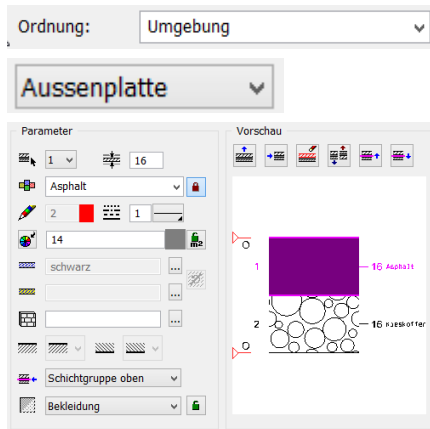 Ordnung: Umgebung
Aussenplatte
Parameter
1 16
Asphalt
2 1
14 m2
schwarz ...
...
...
Schichtgruppe oben
Bekleidung
Vorschau
0
1 16 Asphalt
2 16 Kieskoffer
0